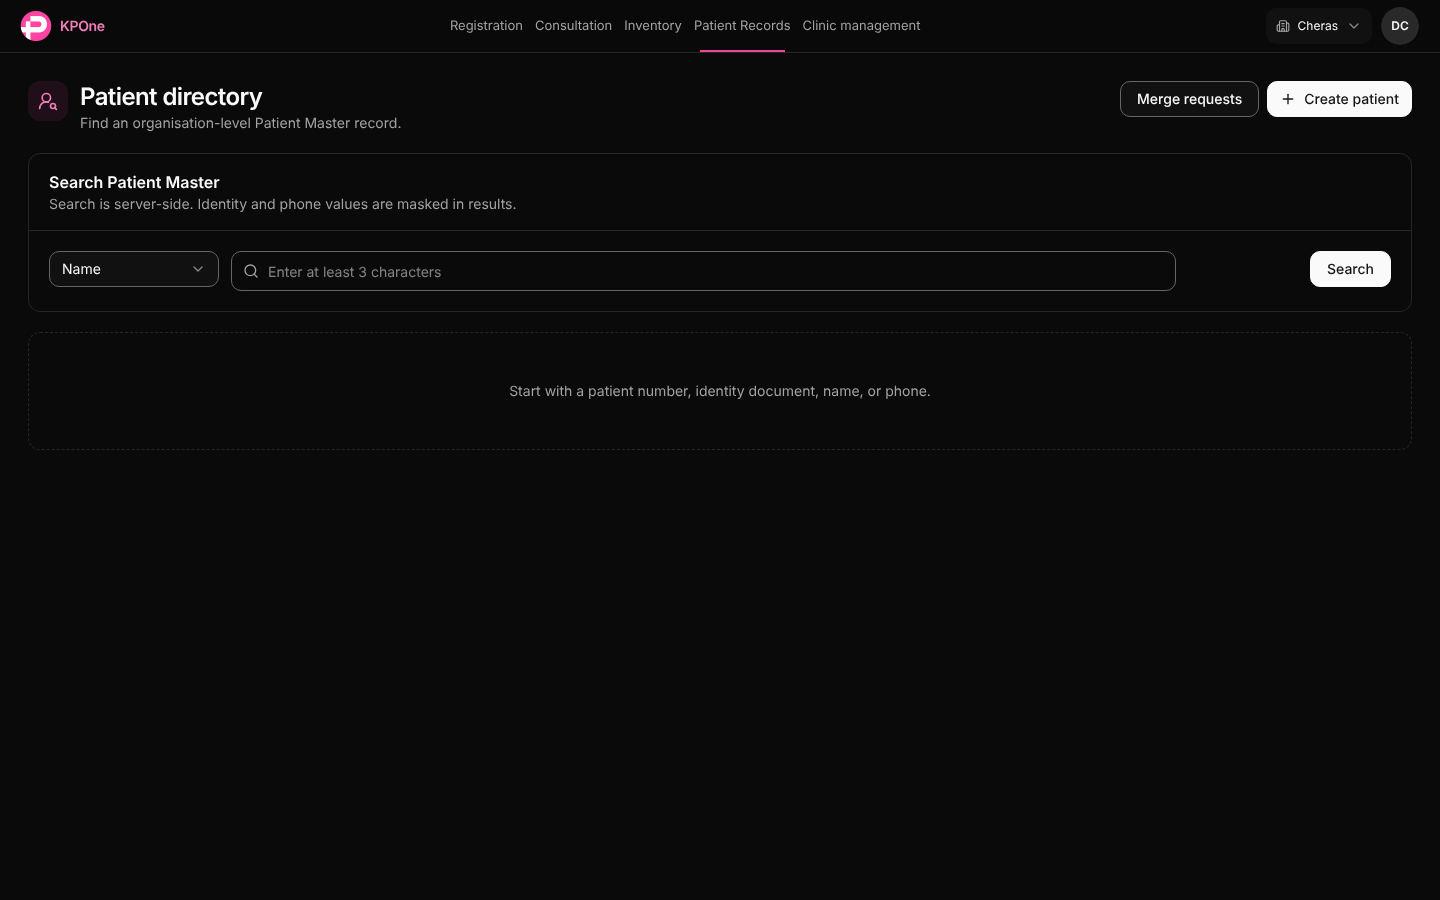 KPOne
Registration
Consultation
Inventory
Patient Records
Clinic management
Cheras
DC
Patient directory
Find an organisation-level Patient Master record.
Merge requests
Create patient
Search Patient Master
Search is server-side. Identity and phone values are masked in results.
Name
Enter at least 3 characters
Search
Start with a patient number, identity document, name, or phone.